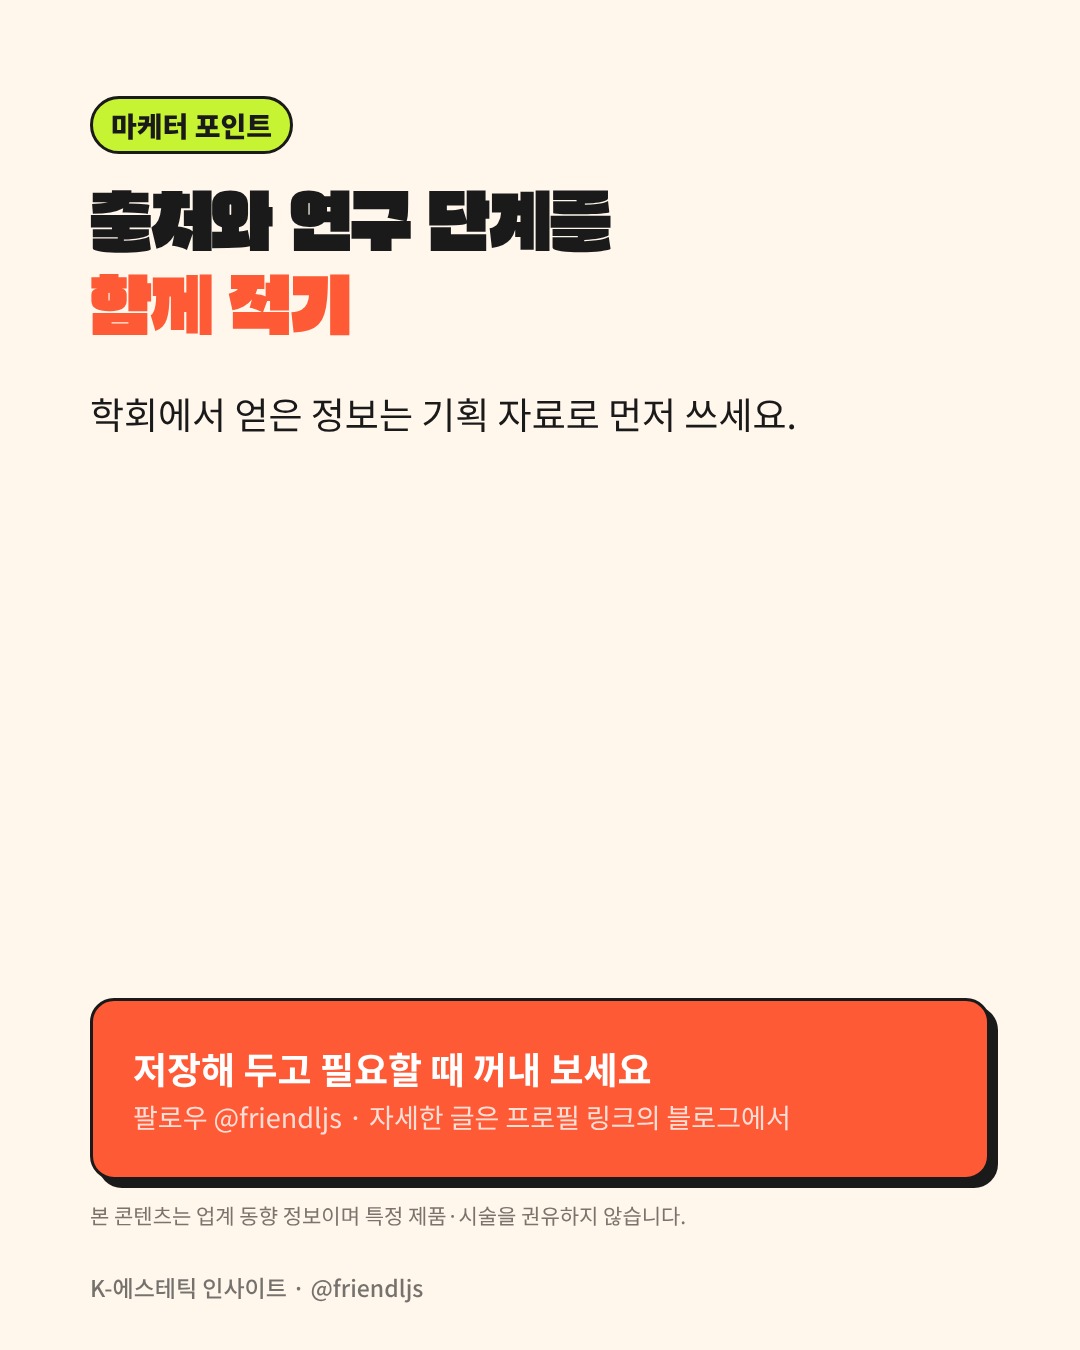 마케터 포인트
출처와 연구 단계를
함께 적기
학회에서 얻은 정보는 기획 자료로 먼저 쓰세요.
저장해 두고 필요할 때 꺼내 보세요
팔로우 @friendljs · 자세한 글은 프로필 링크의 블로그에서
본 콘텐츠는 업계 동향 정보이며 특정 제품·시술을 권유하지 않습니다.
K-에스테틱 인사이트 · @friendljs